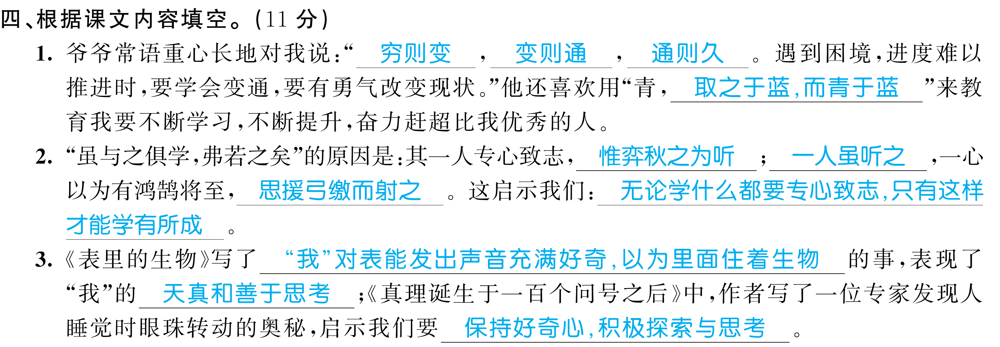 四、根据课文内容填空。(11 分)
1. 爷爷常语重心长地对我说:“穷则变,变则通,通则久。遇到困境,进度难以
推进时,要学会变通,要有勇气改变现状。”他还喜欢用“青,取之于蓝,而青于蓝”来教
育我要不断学习,不断提升,奋力赶超比我优秀的人。
2. “虽与之俱学,弗若之矣”的原因是:其一人专心致志,惟弈秋之为听;一人虽听之,一心
以为有鸿鹄将至,思援弓缴而射之。这启示我们:无论学什么都要专心致志,只有这样
才能学有所成。
3.《表里的生物》写了“我”对表能发出声音充满好奇,以为里面住着生物的事,表现了
“我”的天真和善于思考;《真理诞生于一百个问号之后》中,作者写了一位专家发现人
睡觉时眼珠转动的奥秘,启示我们要保持好奇心,积极探索与思考。